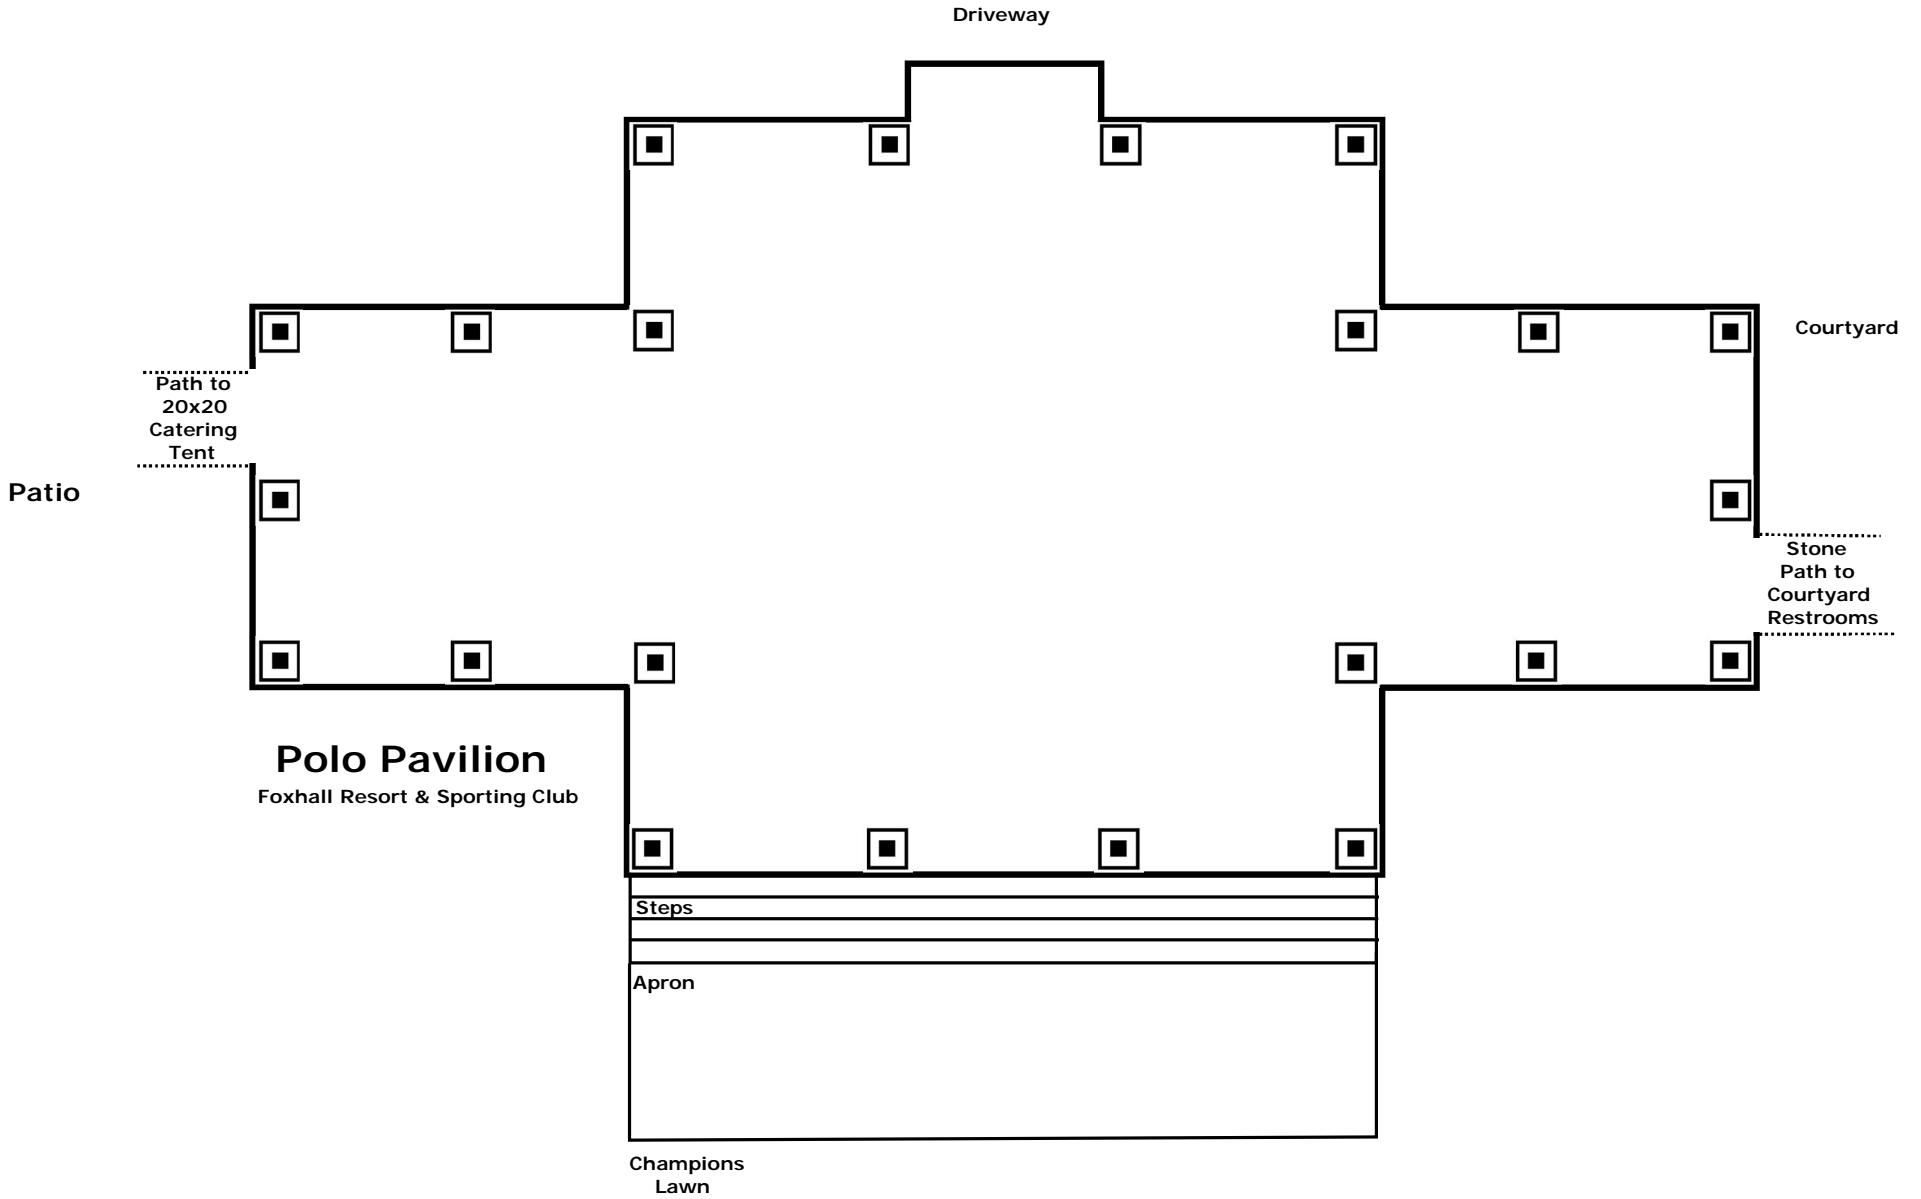 Driveway
Courtyard
Path to
20x20
Catering
Tent
Patio
Stone
Path to
Courtyard
Restrooms
Polo Pavilion
Foxhall Resort & Sporting Club
Steps
Apron
Champions
Lawn